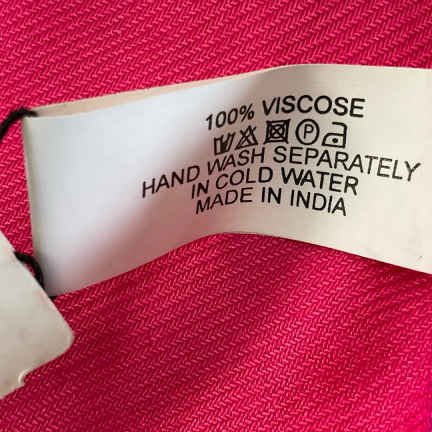 100% VISCOSE
P
HAND WASH SEPARATELY
IN COLD WATER
MADE IN INDIA